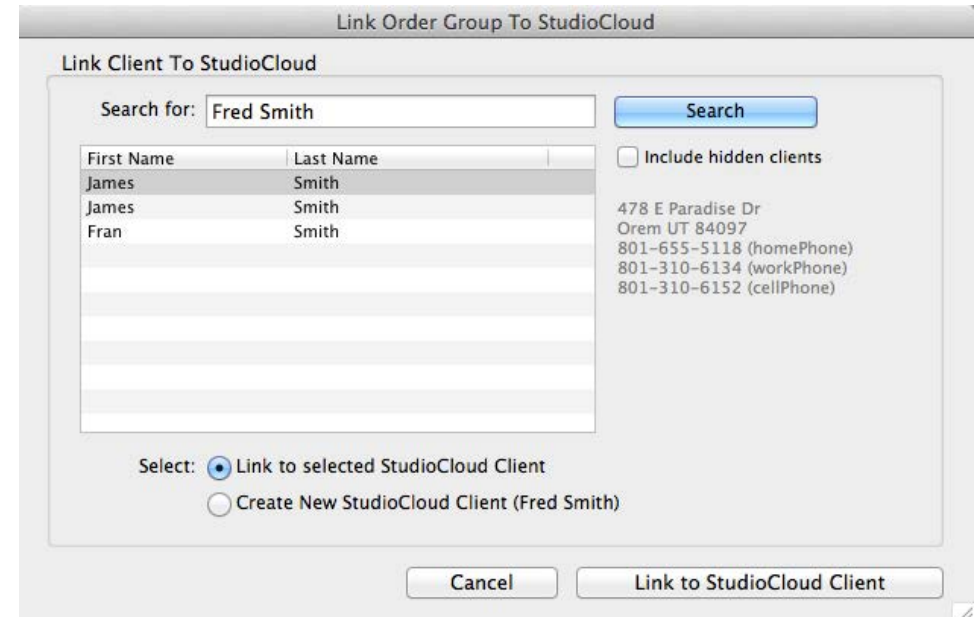 Link Order Group To StudioCloud
Link Client To StudioCloud
Search for: Fred Smith Search
First Name Last Name
Include hidden clients
James Smith
James Smith
Fran Smith
478 E Paradise Dr
Orem UT 84097
801-655-5118 (homePhone)
801-310-6134 (workPhone)
801-310-6152 (cellPhone)
Select: Link to selected StudioCloud Client
Create New StudioCloud Client (Fred Smith)
Cancel Link to StudioCloud Client